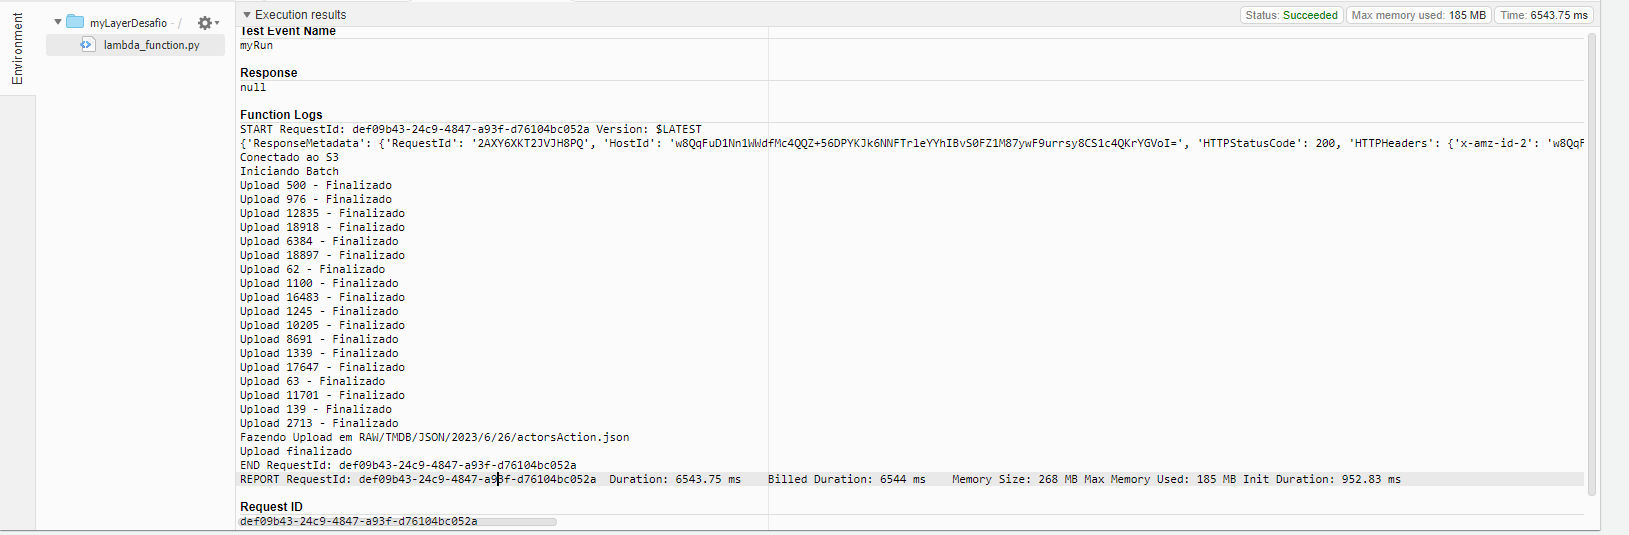 Environment
myLayerDesafio - /
lambda_function.py
Execution results
Status: Succeeded
Max memory used: 185 MB
Time: 6543.75 ms
Test Event Name
myRun
Response
null
Function Logs
START RequestId: def09b43-24c9-4847-a93f-d76104bc052a Version: $LATEST
{'ResponseMetadata': {'RequestId': '2AXY6XKT2JVJH8PQ', 'HostId': 'w8QqFuD1Nn1WWdfMc4QQZ+56DPYKJk6NNFTrleYYhIBvS0FZ1M87ywF9urrsy8CS1c4QKrYGVoI=', 'HTTPStatusCode': 200, 'HTTPHeaders': {'x-amz-id-2': 'w8QqF
Conectado ao S3
Iniciando Batch
Upload 500 - Finalizado
Upload 976 - Finalizado
Upload 12835 - Finalizado
Upload 18918 - Finalizado
Upload 6384 - Finalizado
Upload 18897 - Finalizado
Upload 62 - Finalizado
Upload 1100 - Finalizado
Upload 16483 - Finalizado
Upload 1245 - Finalizado
Upload 10205 - Finalizado
Upload 8691 - Finalizado
Upload 1339 - Finalizado
Upload 17647 - Finalizado
Upload 63 - Finalizado
Upload 11701 - Finalizado
Upload 139 - Finalizado
Upload 2713 - Finalizado
Fazendo Upload em RAW/TMDB/JSON/2023/6/26/actorsAction.json
Upload finalizado
END RequestId: def09b43-24c9-4847-a93f-d76104bc052a
REPORT RequestId: def09b43-24c9-4847-a93f-d76104bc052a Duration: 6543.75 ms Billed Duration: 6544 ms Memory Size: 268 MB Max Memory Used: 185 MB Init Duration: 952.83 ms
Request ID
def09b43-24c9-4847-a93f-d76104bc052a